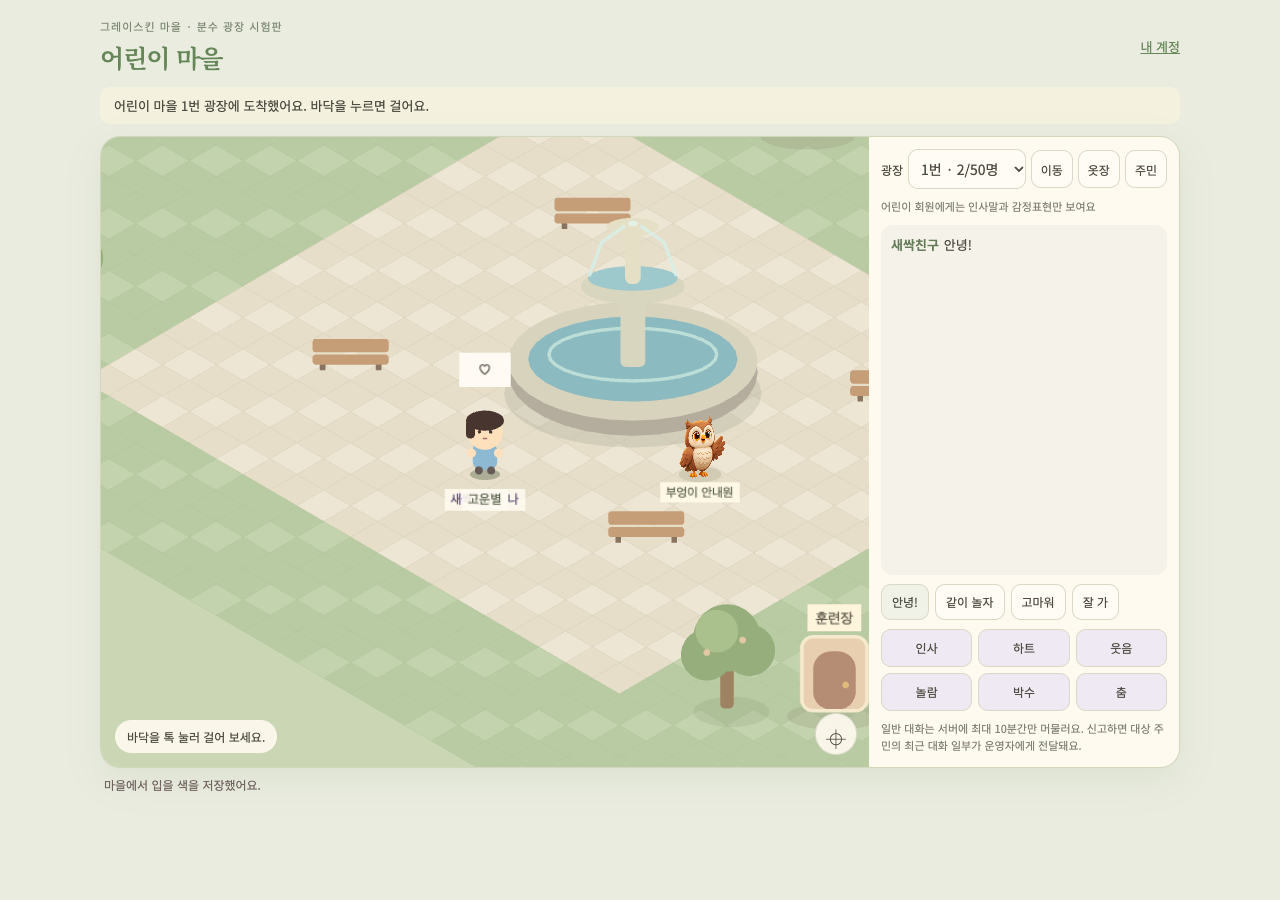 그레이스킨 마을 · 분수 광장 시험판
어린이 마을
내 계정
어린이 마을 1번 광장에 도착했어요. 바닥을 누르면 걸어요.
광장
1번 · 2/50명
이동
옷장
주민
어린이 회원에게는 인사말과 감정표현만 보여요
새싹친구 안녕!
새 고운별 나
부엉이 안내원
훈련장
안녕!
같이 놀자
고마워
잘 가
인사
하트
웃음
놀람
박수
춤
바닥을 톡 눌러 걸어 보세요.
일반 대화는 서버에 최대 10분간만 머물러요. 신고하면 대상 주
민의 최근 대화 일부가 운영자에게 전달돼요.
마을에서 입을 색을 저장했어요.